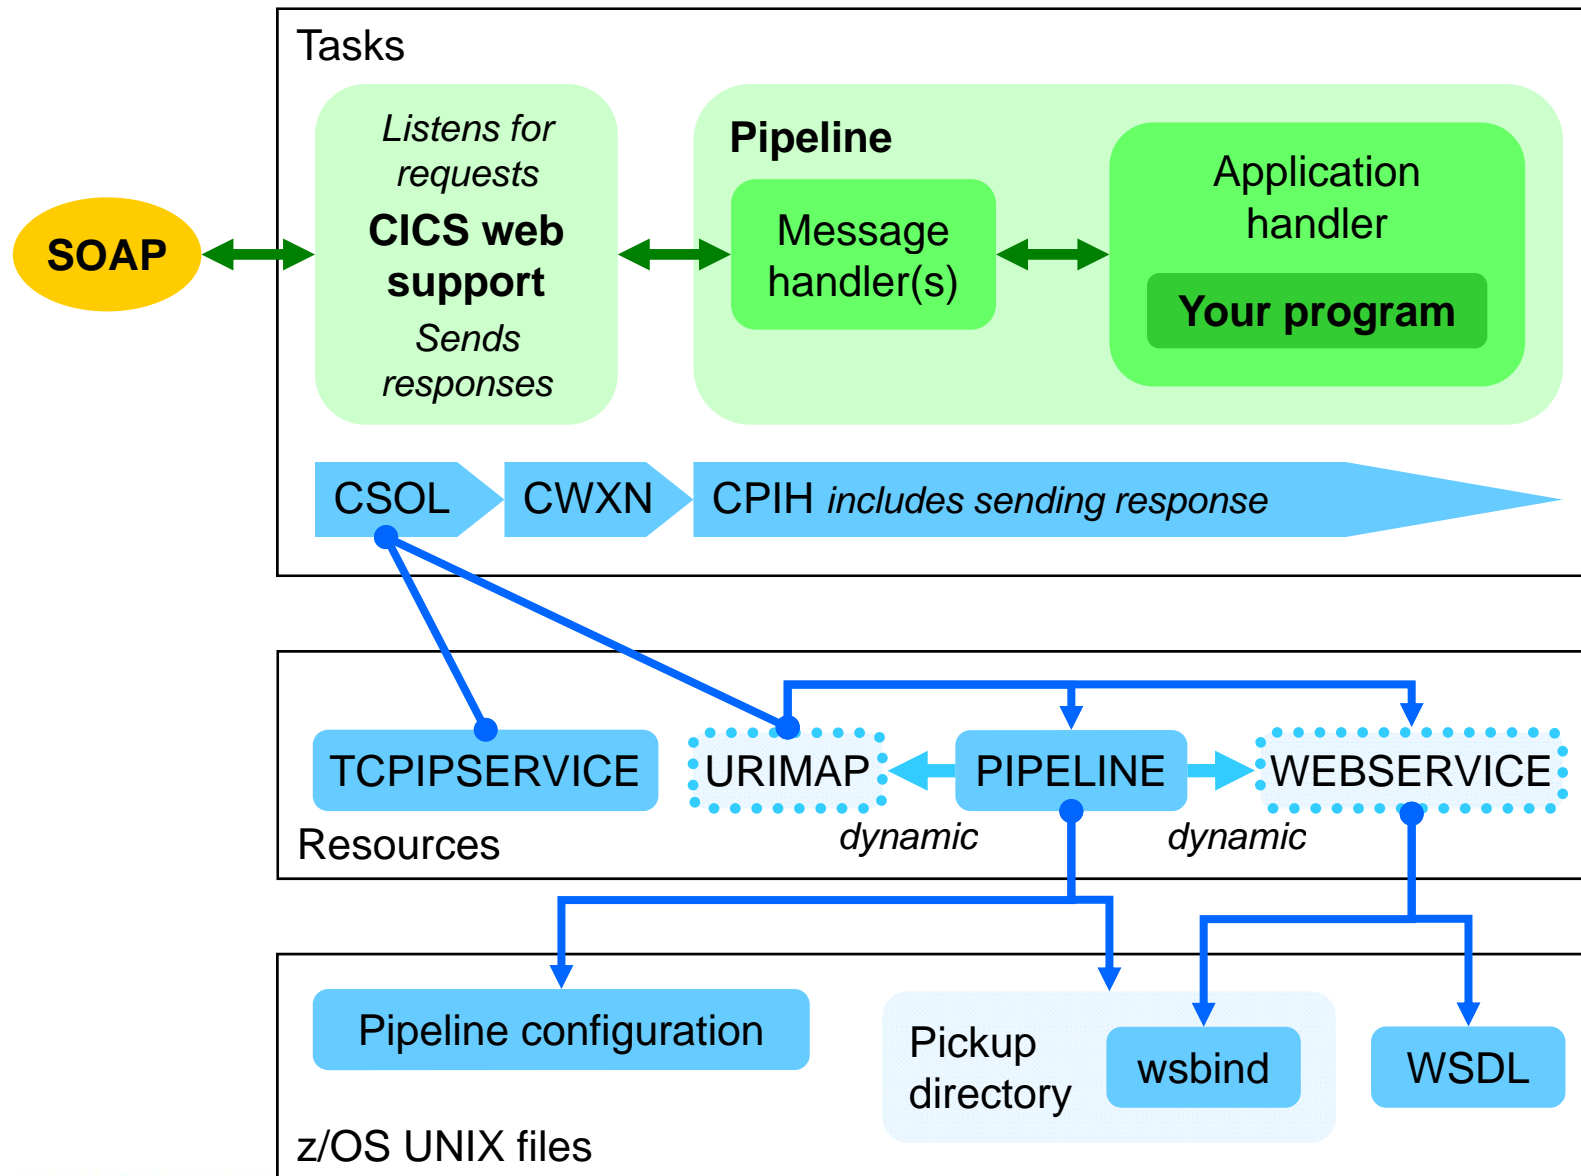 Tasks
Listens for
requests
CICS web
support
Sends
responses
SOAP
Pipeline
Message
handler(s)
Application
handler
Your program
CSOL
CWXN
CPIH includes sending response
TCPIPSERVICE
URIMAP
PIPELINE
WEBSERVICE
dynamic
dynamic
Resources
Pipeline configuration
Pickup
directory
wsbind
WSDL
z/OS UNIX files